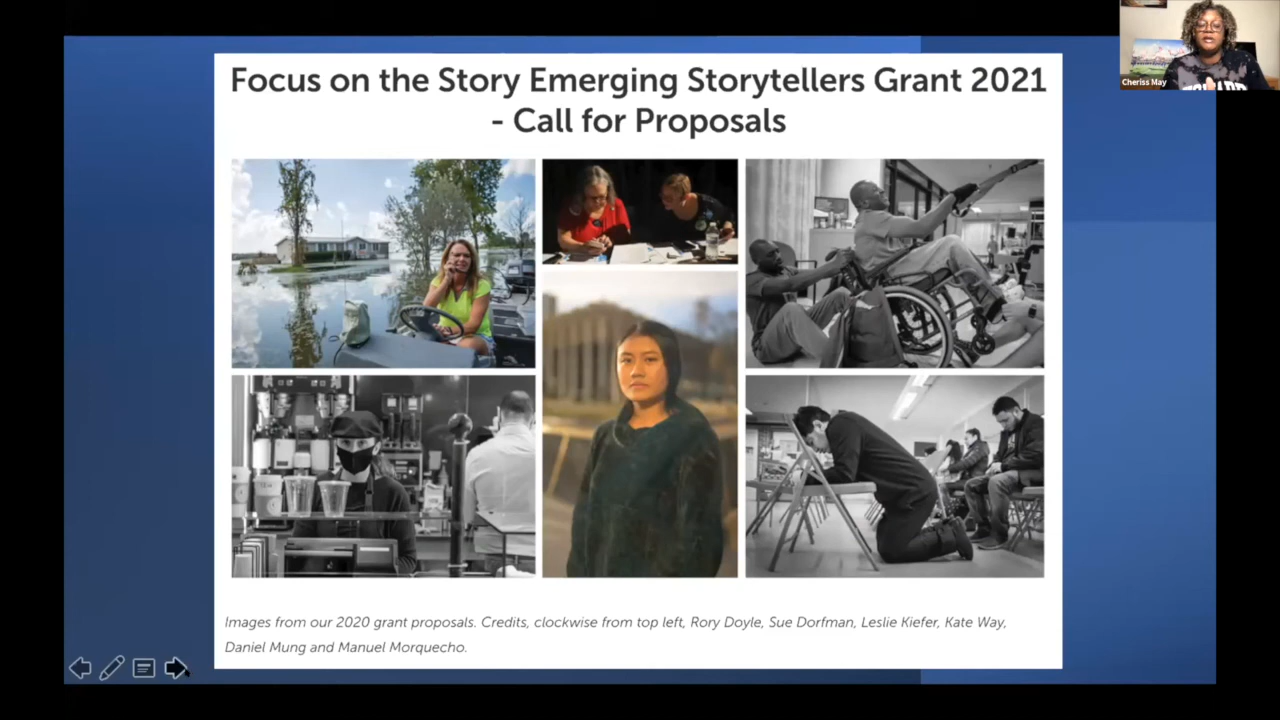 Focus on the Story Emerging Storytellers Grant 2021
- Call for Proposals
Images from our 2020 grant proposals. Credits, clockwise from top left, Rory Doyle, Sue Dorfman, Leslie Kiefer, Kate Way,
Daniel Mung and Manuel Morquecho.
Cheriss May